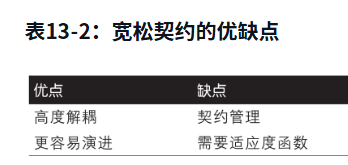 表13-2：宽松契约的优缺点
优点 缺点
高度解耦 契约管理
更容易演进 需要适应度函数